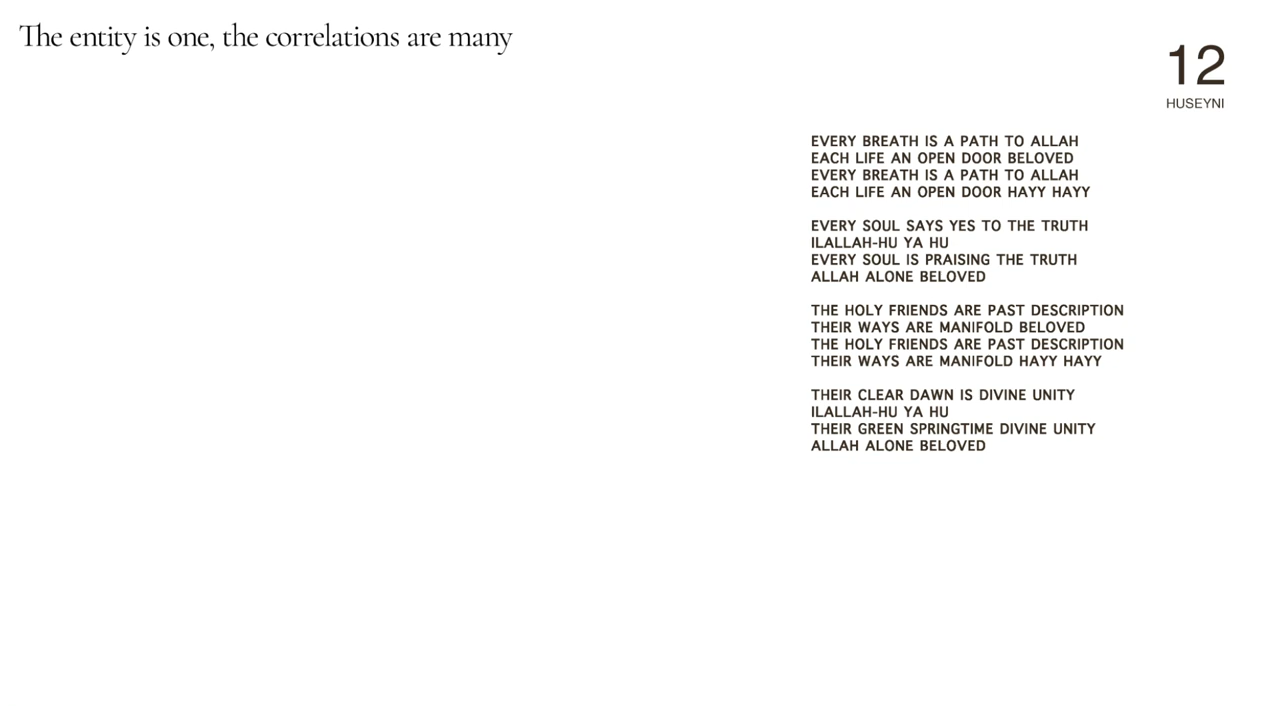 The entity is one, the correlations are many
12
HUSEYNI
EVERY BREATH IS A PATH TO ALLAH
EACH LIFE AN OPEN DOOR BELOVED
EVERY BREATH IS A PATH TO ALLAH
EACH LIFE AN OPEN DOOR HAYY HAYY
EVERY SOUL SAYS YES TO THE TRUTH
ILALLAH-HU YA HU
EVERY SOUL IS PRAISING THE TRUTH
ALLAH ALONE BELOVED
THE HOLY FRIENDS ARE PAST DESCRIPTION
THEIR WAYS ARE MANIFOLD BELOVED
THE HOLY FRIENDS ARE PAST DESCRIPTION
THEIR WAYS ARE MANIFOLD HAYY HAYY
THEIR CLEAR DAWN IS DIVINE UNITY
ILALLAH-HU YA HU
THEIR GREEN SPRINGTIME DIVINE UNITY
ALLAH ALONE BELOVED